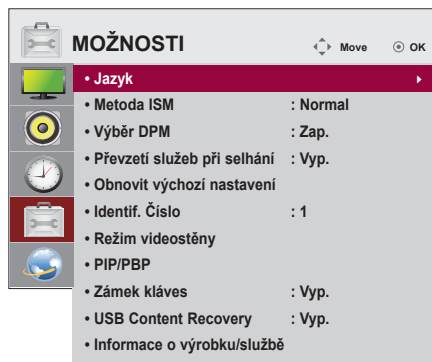 MOŽNOSTI Move OK
• Jazyk
• Metoda ISM : Normal
• Výběr DPM : Zap.
• Převzetí služeb při selhání : Vyp.
• Obnovit výchozí nastavení
• Identif. Číslo : 1
• Režim videostěny
• PIP/PBP
• Zámek kláves : Vyp.
• USB Content Recovery : Vyp.
• Informace o výrobku/službě